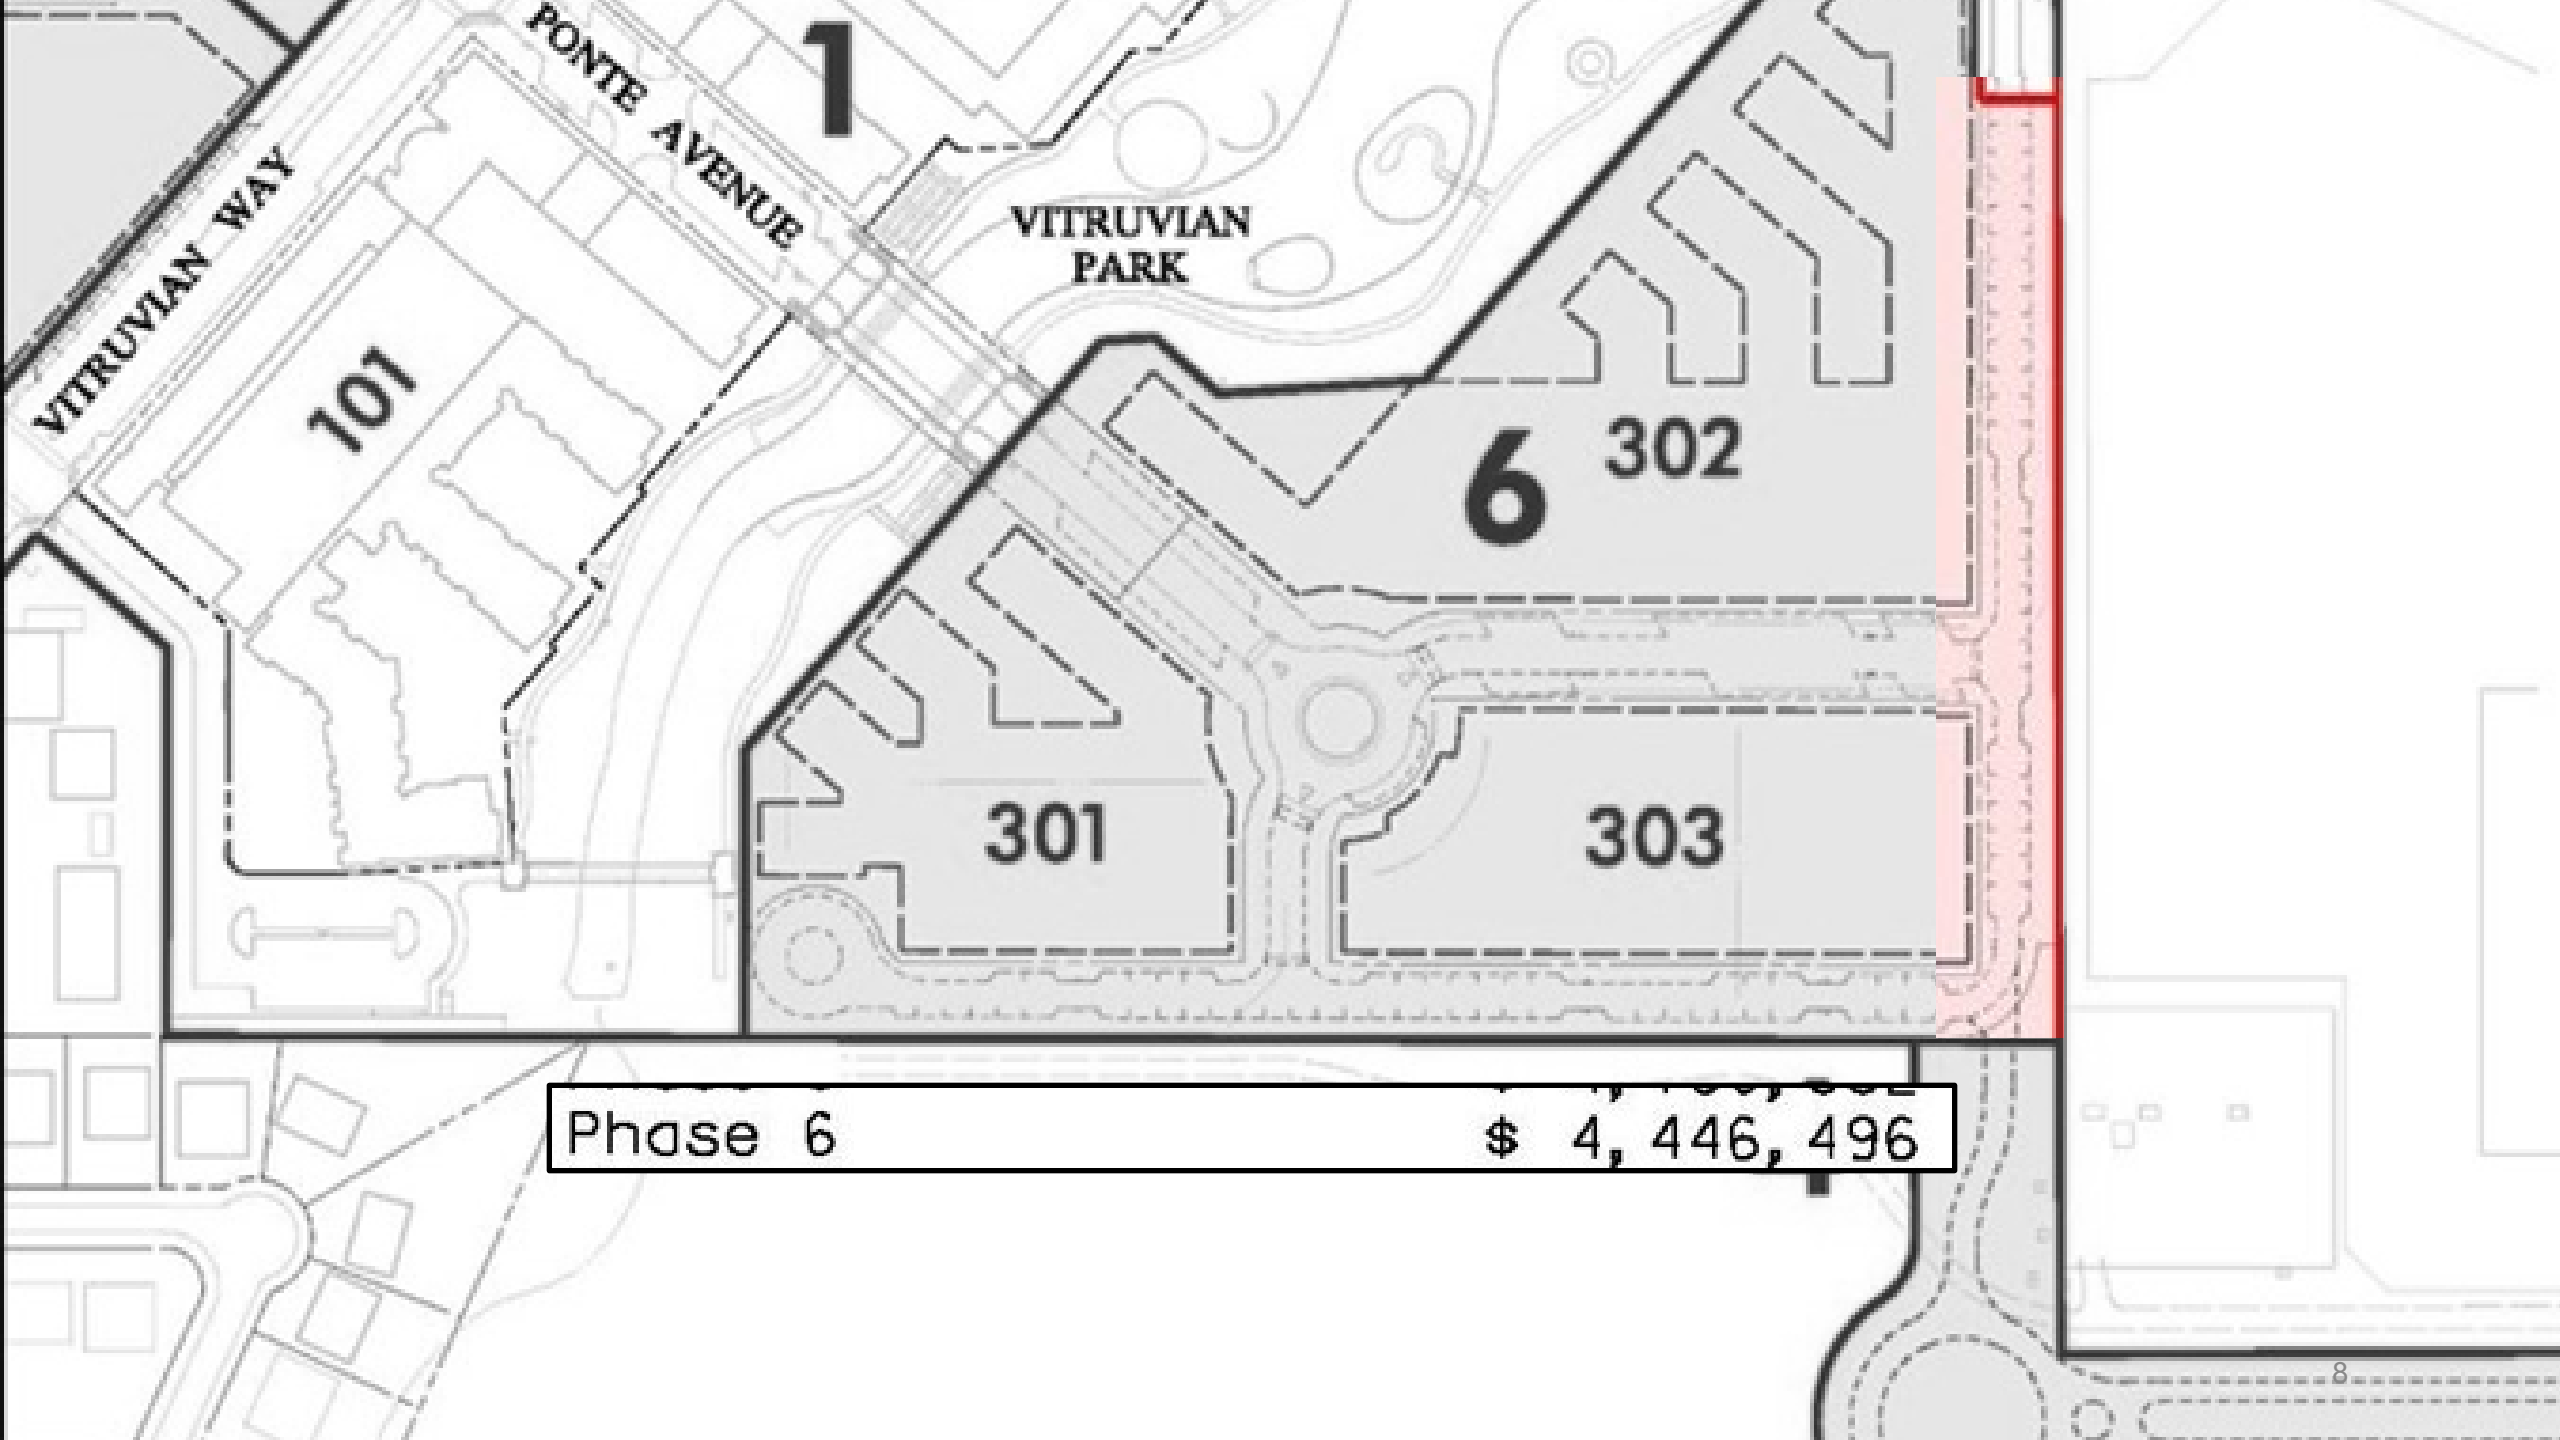 PONTE AVENUE
1
VITRUVIAN WAY
VITRUVIAN
PARK
101
6
302
301
303
Phase 6 $ 4,446,496
8